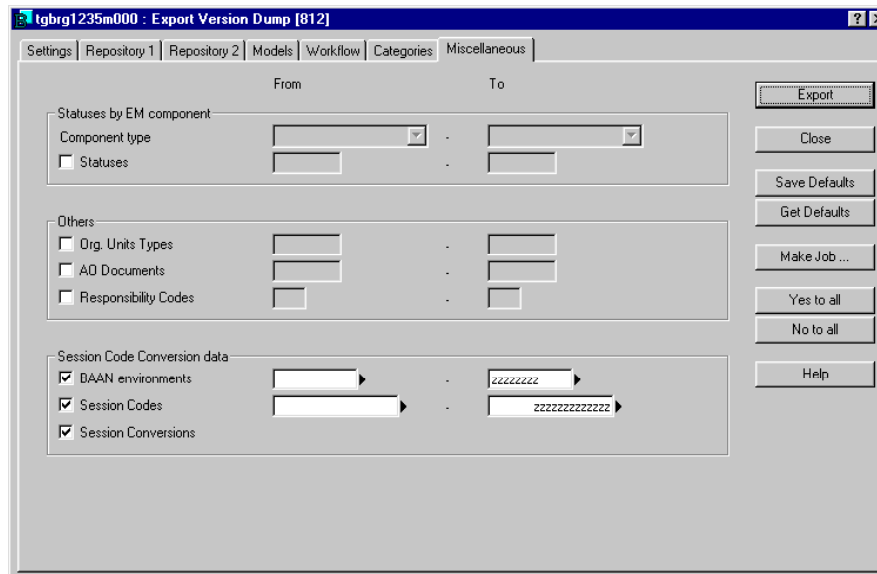 tgbrg1235m000 : Export Version Dump [812]
Settings Repository 1 Repository 2 Models Workflow Categories Miscellaneous
From To
Export
Statuses by EM component
Component type -
Close
Statuses -
Save Defaults
Get Defaults
Others
Org. Units Types -
AO Documents -
Make Job ...
Responsibility Codes -
Yes to all
No to all
Session Code Conversion data
BAAN environments - zzzzzzzz
Help
Session Codes - zzzzzzzzzzzzz
Session Conversions